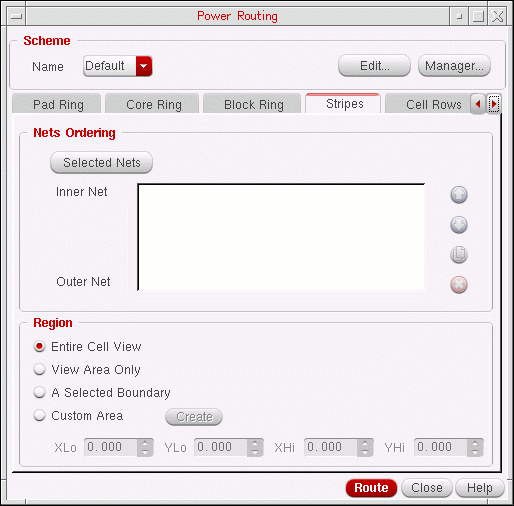 Power Routing
Scheme
Name Default Edit... Manager...
Pad Ring Core Ring Block Ring Stripes Cell Rows
Nets Ordering
Selected Nets
Inner Net
Outer Net
Region
Entire Cell View
View Area Only
A Selected Boundary
Custom Area Create
XLo 0.000 YLo 0.000 XHi 0.000 YHi 0.000
Route Close Help